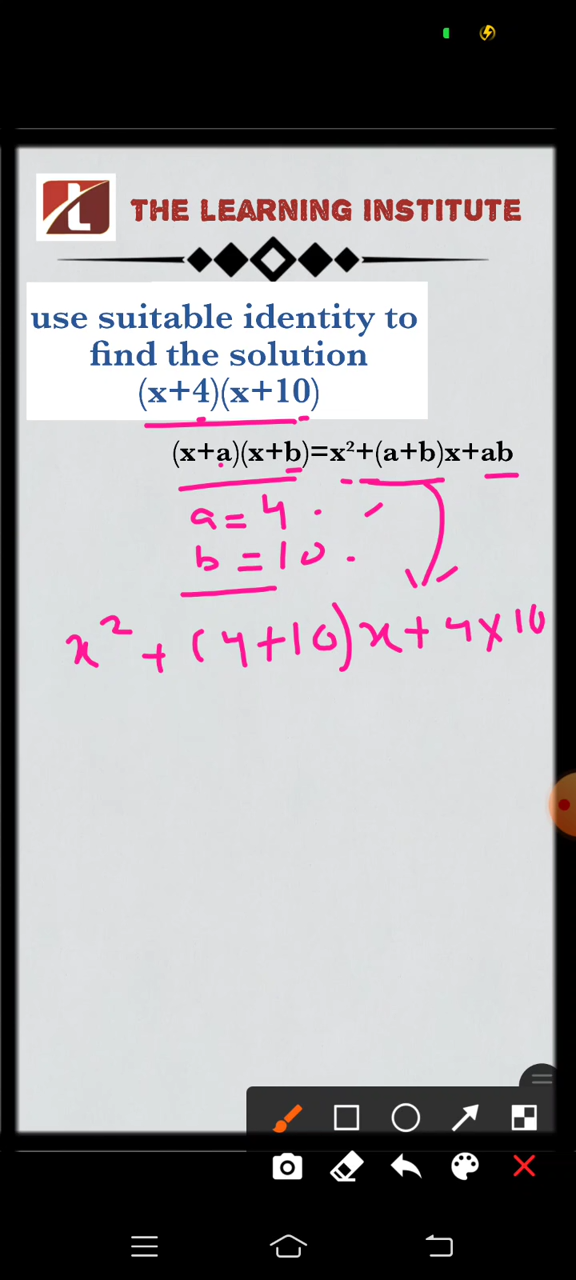 THE LEARNING INSTITUTE
use suitable identity to
find the solution
(x+4)(x+10)
(x+a)(x+b)=x²+(a+b)x+ab
a=4
b=10
x²+(4+10)x+4×10